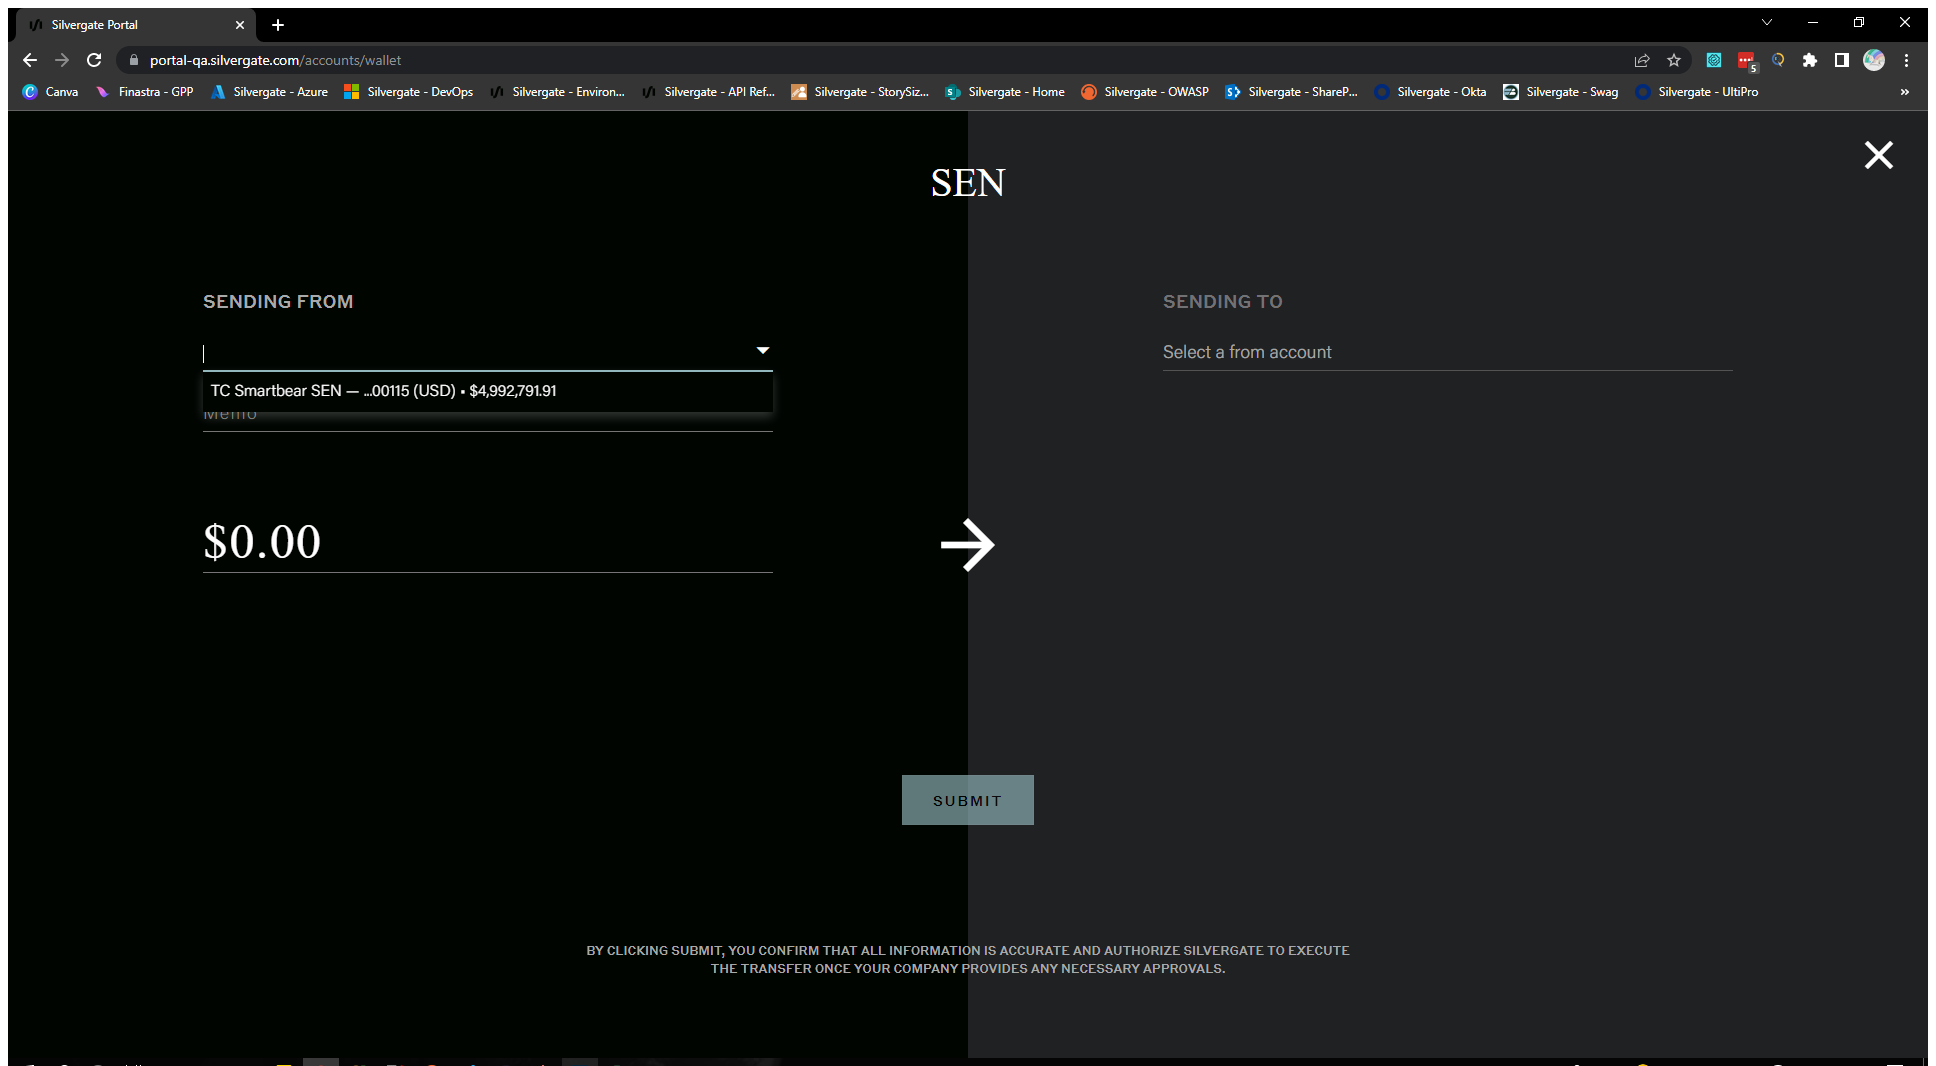 Silvergate Portal
portal-qa.silvergate.com/accounts/wallet
5
Canva Finastra - GPP Silvergate - Azure Silvergate - DevOps Silvergate - Environ... Silvergate - API Ref... Silvergate - StorySiz... Silvergate - Home Silvergate - OWASP Silvergate - ShareP... Silvergate - Okta Silvergate - Swag Silvergate - UltiPro »
SEN
SENDING FROM
SENDING TO
Select a from account
TC Smartbear SEN — ...00115 (USD) • $4,992,791.91
Memo
$0.00
SUBMIT
BY CLICKING SUBMIT, YOU CONFIRM THAT ALL INFORMATION IS ACCURATE AND AUTHORIZE SILVERGATE TO EXECUTE
THE TRANSFER ONCE YOUR COMPANY PROVIDES ANY NECESSARY APPROVALS.